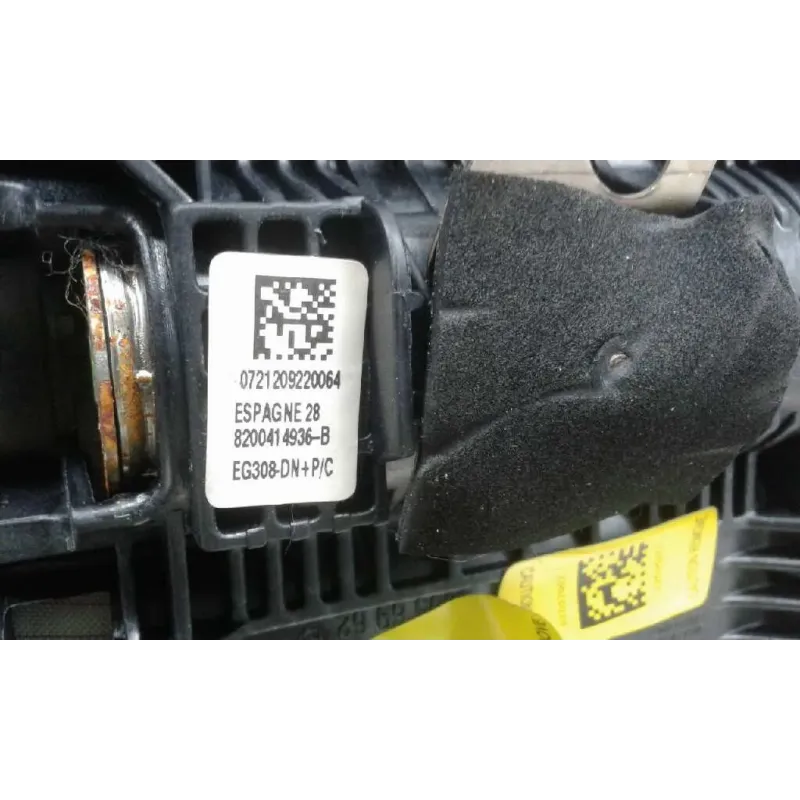 0721209220064
ESPAGNE 28
8200414936-B
EG308-DN+P/C